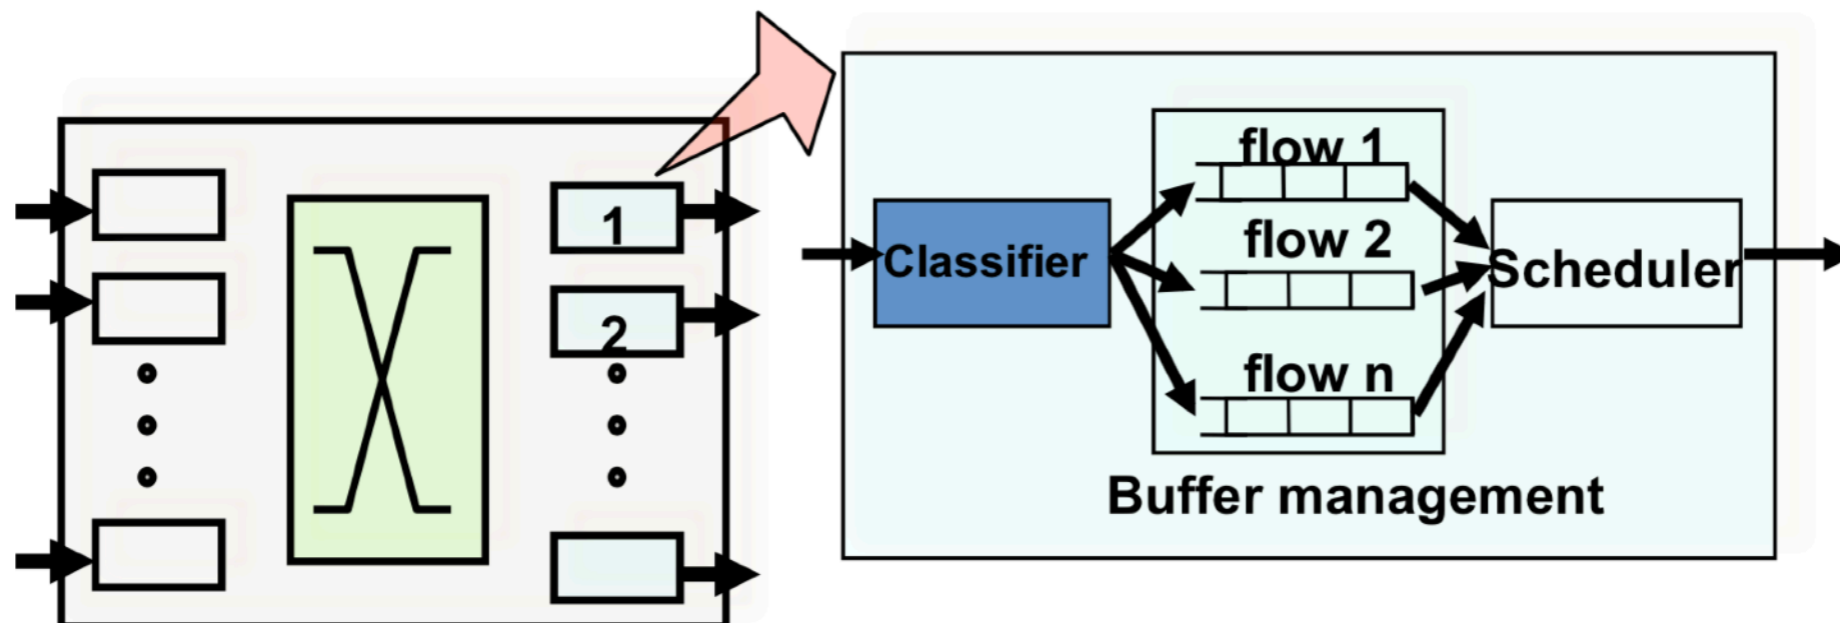 1
2
Classifier
flow 1
flow 2
flow n
Scheduler
Buffer management